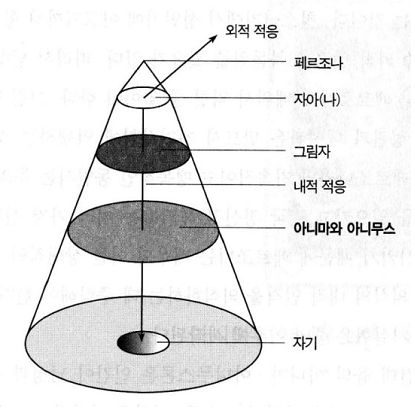 외적 적응
페르조나
자아(나)
그림자
내적 적응
아니마와 아니무스
자기